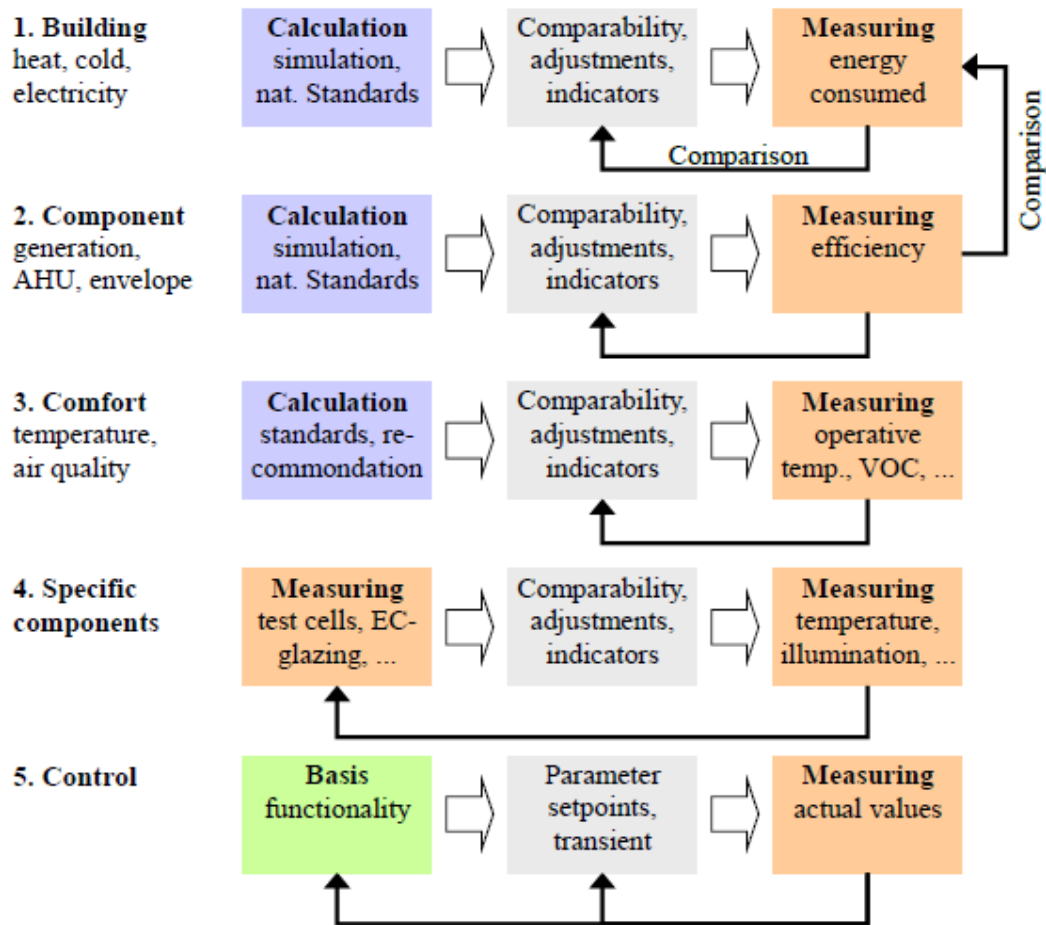 1. Building
heat, cold,
electricity
Calculation
simulation,
nat. Standards
Comparability,
adjustments,
indicators
Measuring
energy
consumed
Comparison
Comparison
2. Component
generation,
AHU, envelope
Calculation
simulation,
nat. Standards
Comparability,
adjustments,
indicators
Measuring
efficiency
3. Comfort
temperature,
air quality
Calculation
standards, re-
commondation
Comparability,
adjustments,
indicators
Measuring
operative
temp., VOC, ...
4. Specific
components
Measuring
test cells, EC-
glazing, ...
Comparability,
adjustments,
indicators
Measuring
temperature,
illumination, ...
5. Control
Basis
functionality
Parameter
setpoints,
transient
Measuring
actual values